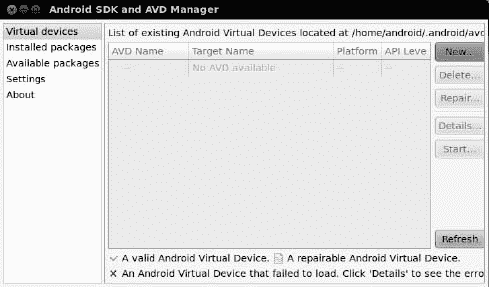 Android SDK and AVD Manager
Virtual devices
Installed packages
Available packages
Settings
About
List of existing Android Virtual Devices located at /home/android/.android/avd
AVD Name Target Name Platform API Leve
-- No AVD available -- --
New...
Delete...
Repair...
Details...
Start...
Refresh
A valid Android Virtual Device. A repairable Android Virtual Device.
An Android Virtual Device that failed to load. Click 'Details' to see the erro